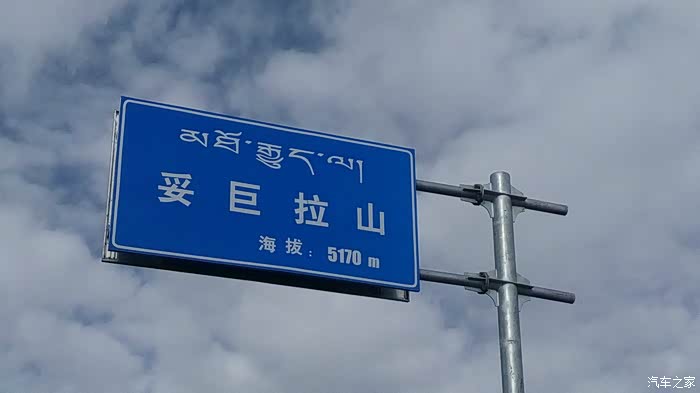 མཐོ་རྒྱུད་ལ།
妥巨拉山
海拔：5170 m
汽车之家